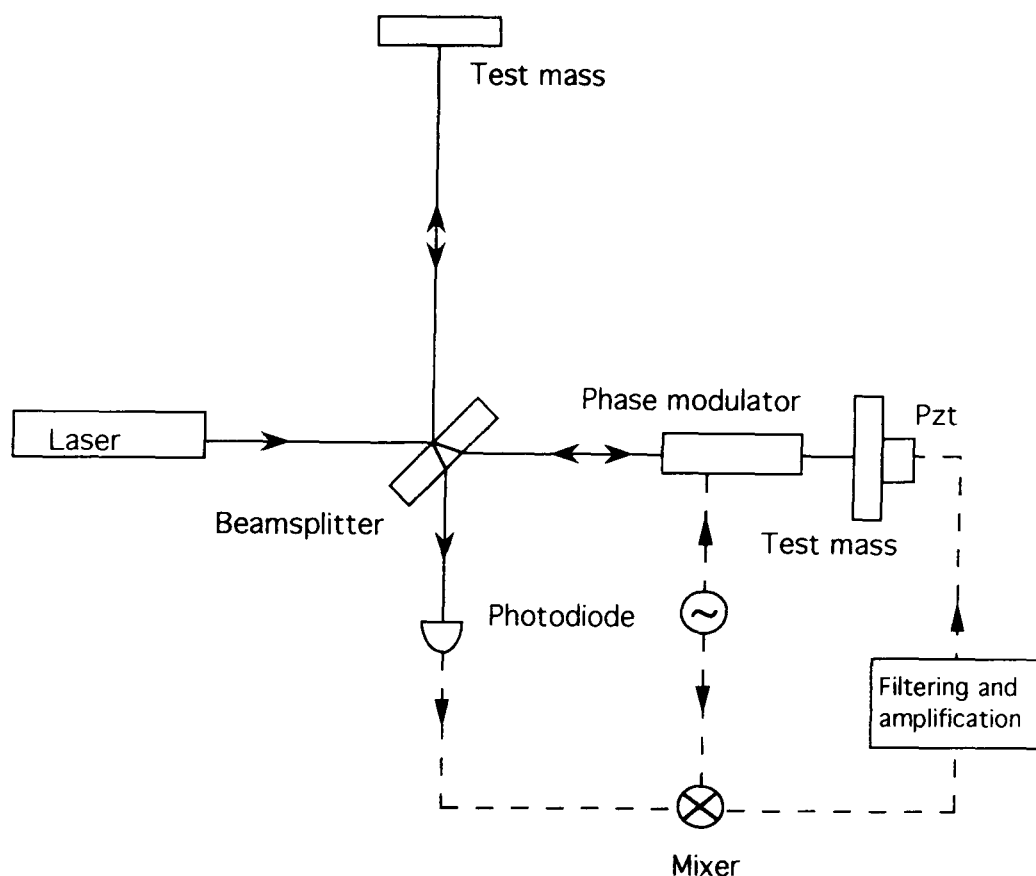 Test mass
Phase modulator
Pzt
Laser
Beamsplitter
Test mass
Photodiode
~
Filtering and
amplification
Mixer